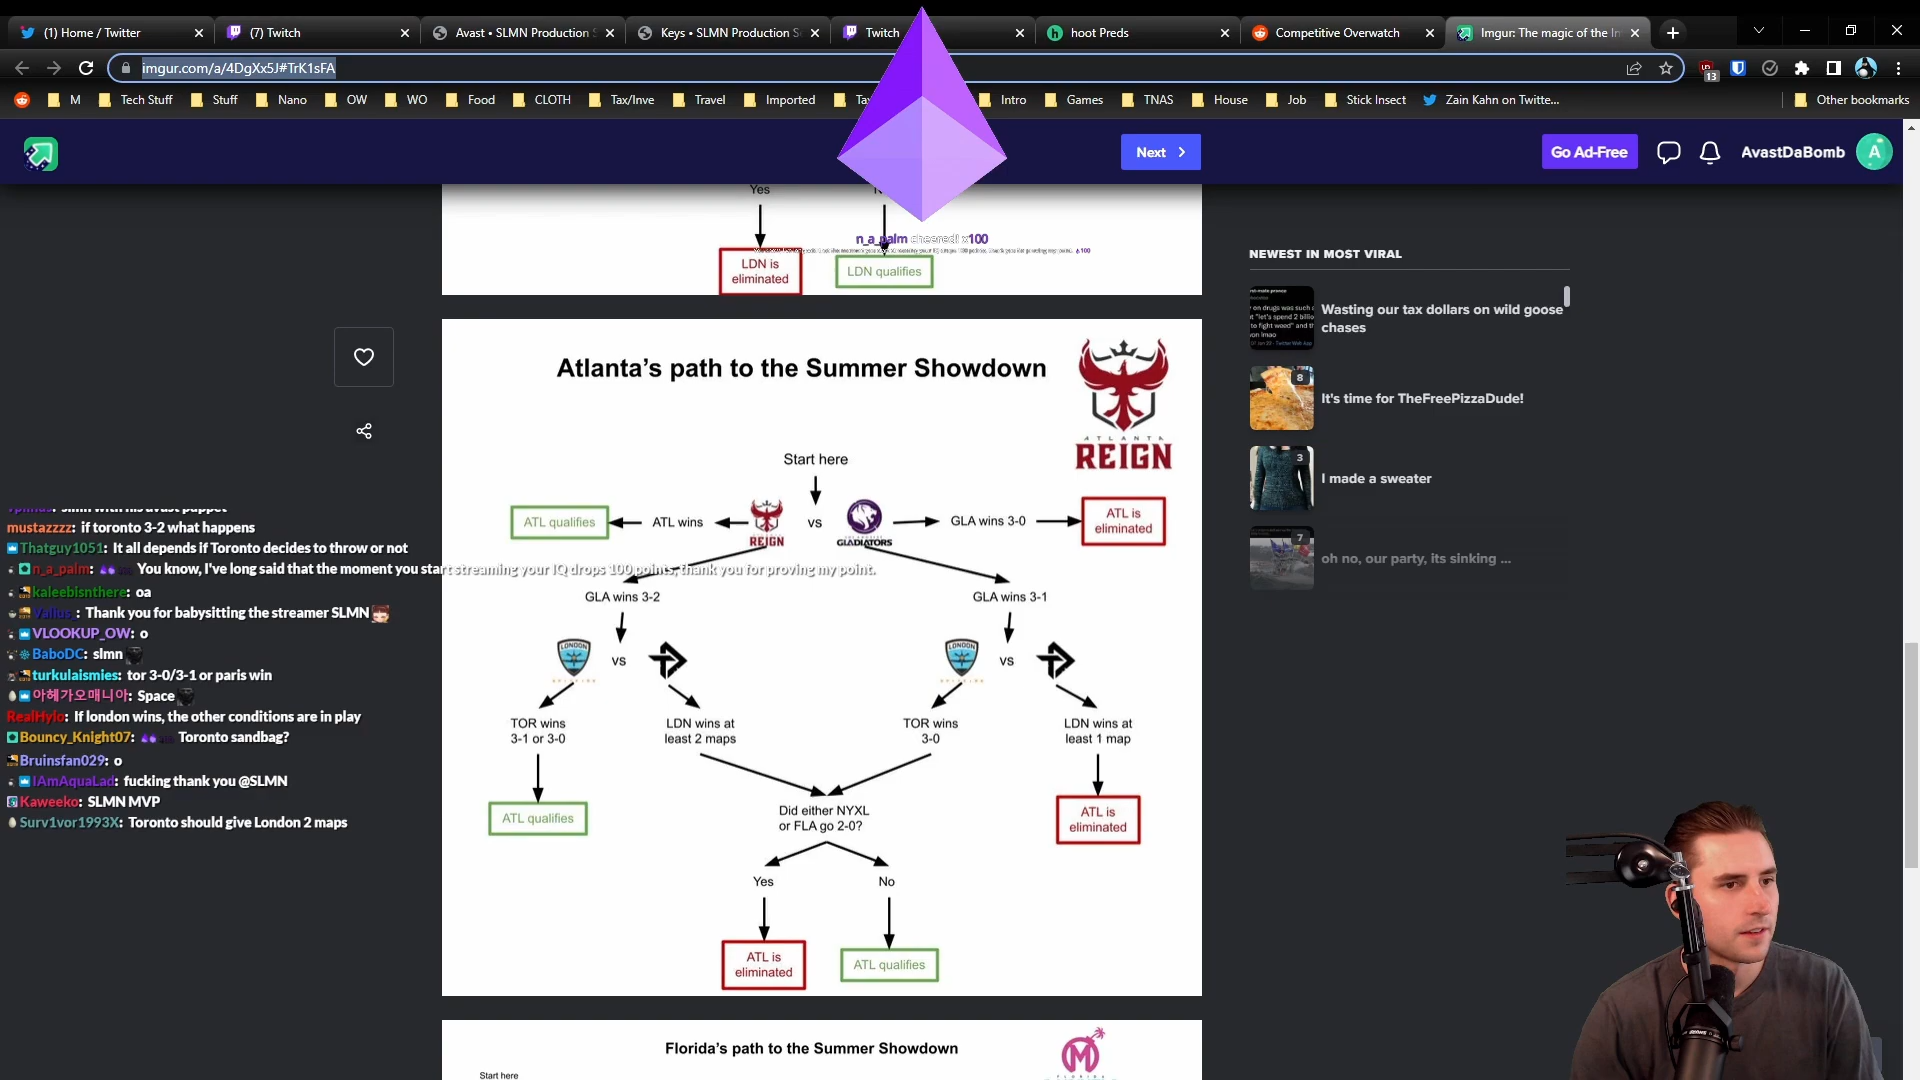 (1) Home / Twitter
(7) Twitch
Avast • SLMN Production S
Keys • SLMN Production Se
Twitch
hoot Preds
Competitive Overwatch
Imgur: The magic of the In
imgur.com/a/4DgXx5J#TrK1sFA
13
M
Tech Stuff
Stuff
Nano
OW
WO
Food
CLOTH
Tax/Inve
Travel
Imported
Intro
Games
TNAS
House
Job
Stick Insect
Zain Kahn on Twitte...
Other bookmarks
Next
Go Ad-Free
AvastDaBomb
A
Yes
n_a_palm cheered! x100
LDN is
eliminated
LDN qualifies
NEWEST IN MOST VIRAL
Wasting our tax dollars on wild goose
chases
8
It's time for TheFreePizzaDude!
3
I made a sweater
7
oh no, our party, its sinking ...
Atlanta's path to the Summer Showdown
ATLANTA
REIGN
Start here
ATL qualifies
ATL wins
REIGN
vs
GLADIATORS
GLA wins 3-0
ATL is
eliminated
GLA wins 3-2
GLA wins 3-1
LONDON
vs
LONDON
vs
TOR wins
3-1 or 3-0
LDN wins at
least 2 maps
TOR wins
3-0
LDN wins at
least 1 map
ATL qualifies
Did either NYXL
or FLA go 2-0?
ATL is
eliminated
Yes
No
ATL is
eliminated
ATL qualifies
Florida's path to the Summer Showdown
Start here
mustazzzz: if toronto 3-2 what happens
Thatguy1051: It all depends if Toronto decides to throw or not
n_a_palm: You know, I've long said that the moment you start streaming your IQ drops 100 points, thank you for proving my point.
kaleebisnthere: oa
Valius_: Thank you for babysitting the streamer SLMN
VLOOKUP_OW: o
BaboDC: slmn
turkulaismies: tor 3-0/3-1 or paris win
아헤가오매니아: Space
RealHylo: If london wins, the other conditions are in play
Bouncy_Knight07: Toronto sandbag?
Bruinsfan029: o
IAmAquaLad: fucking thank you @SLMN
Kaweeko: SLMN MVP
Surv1vor1993X: Toronto should give London 2 maps